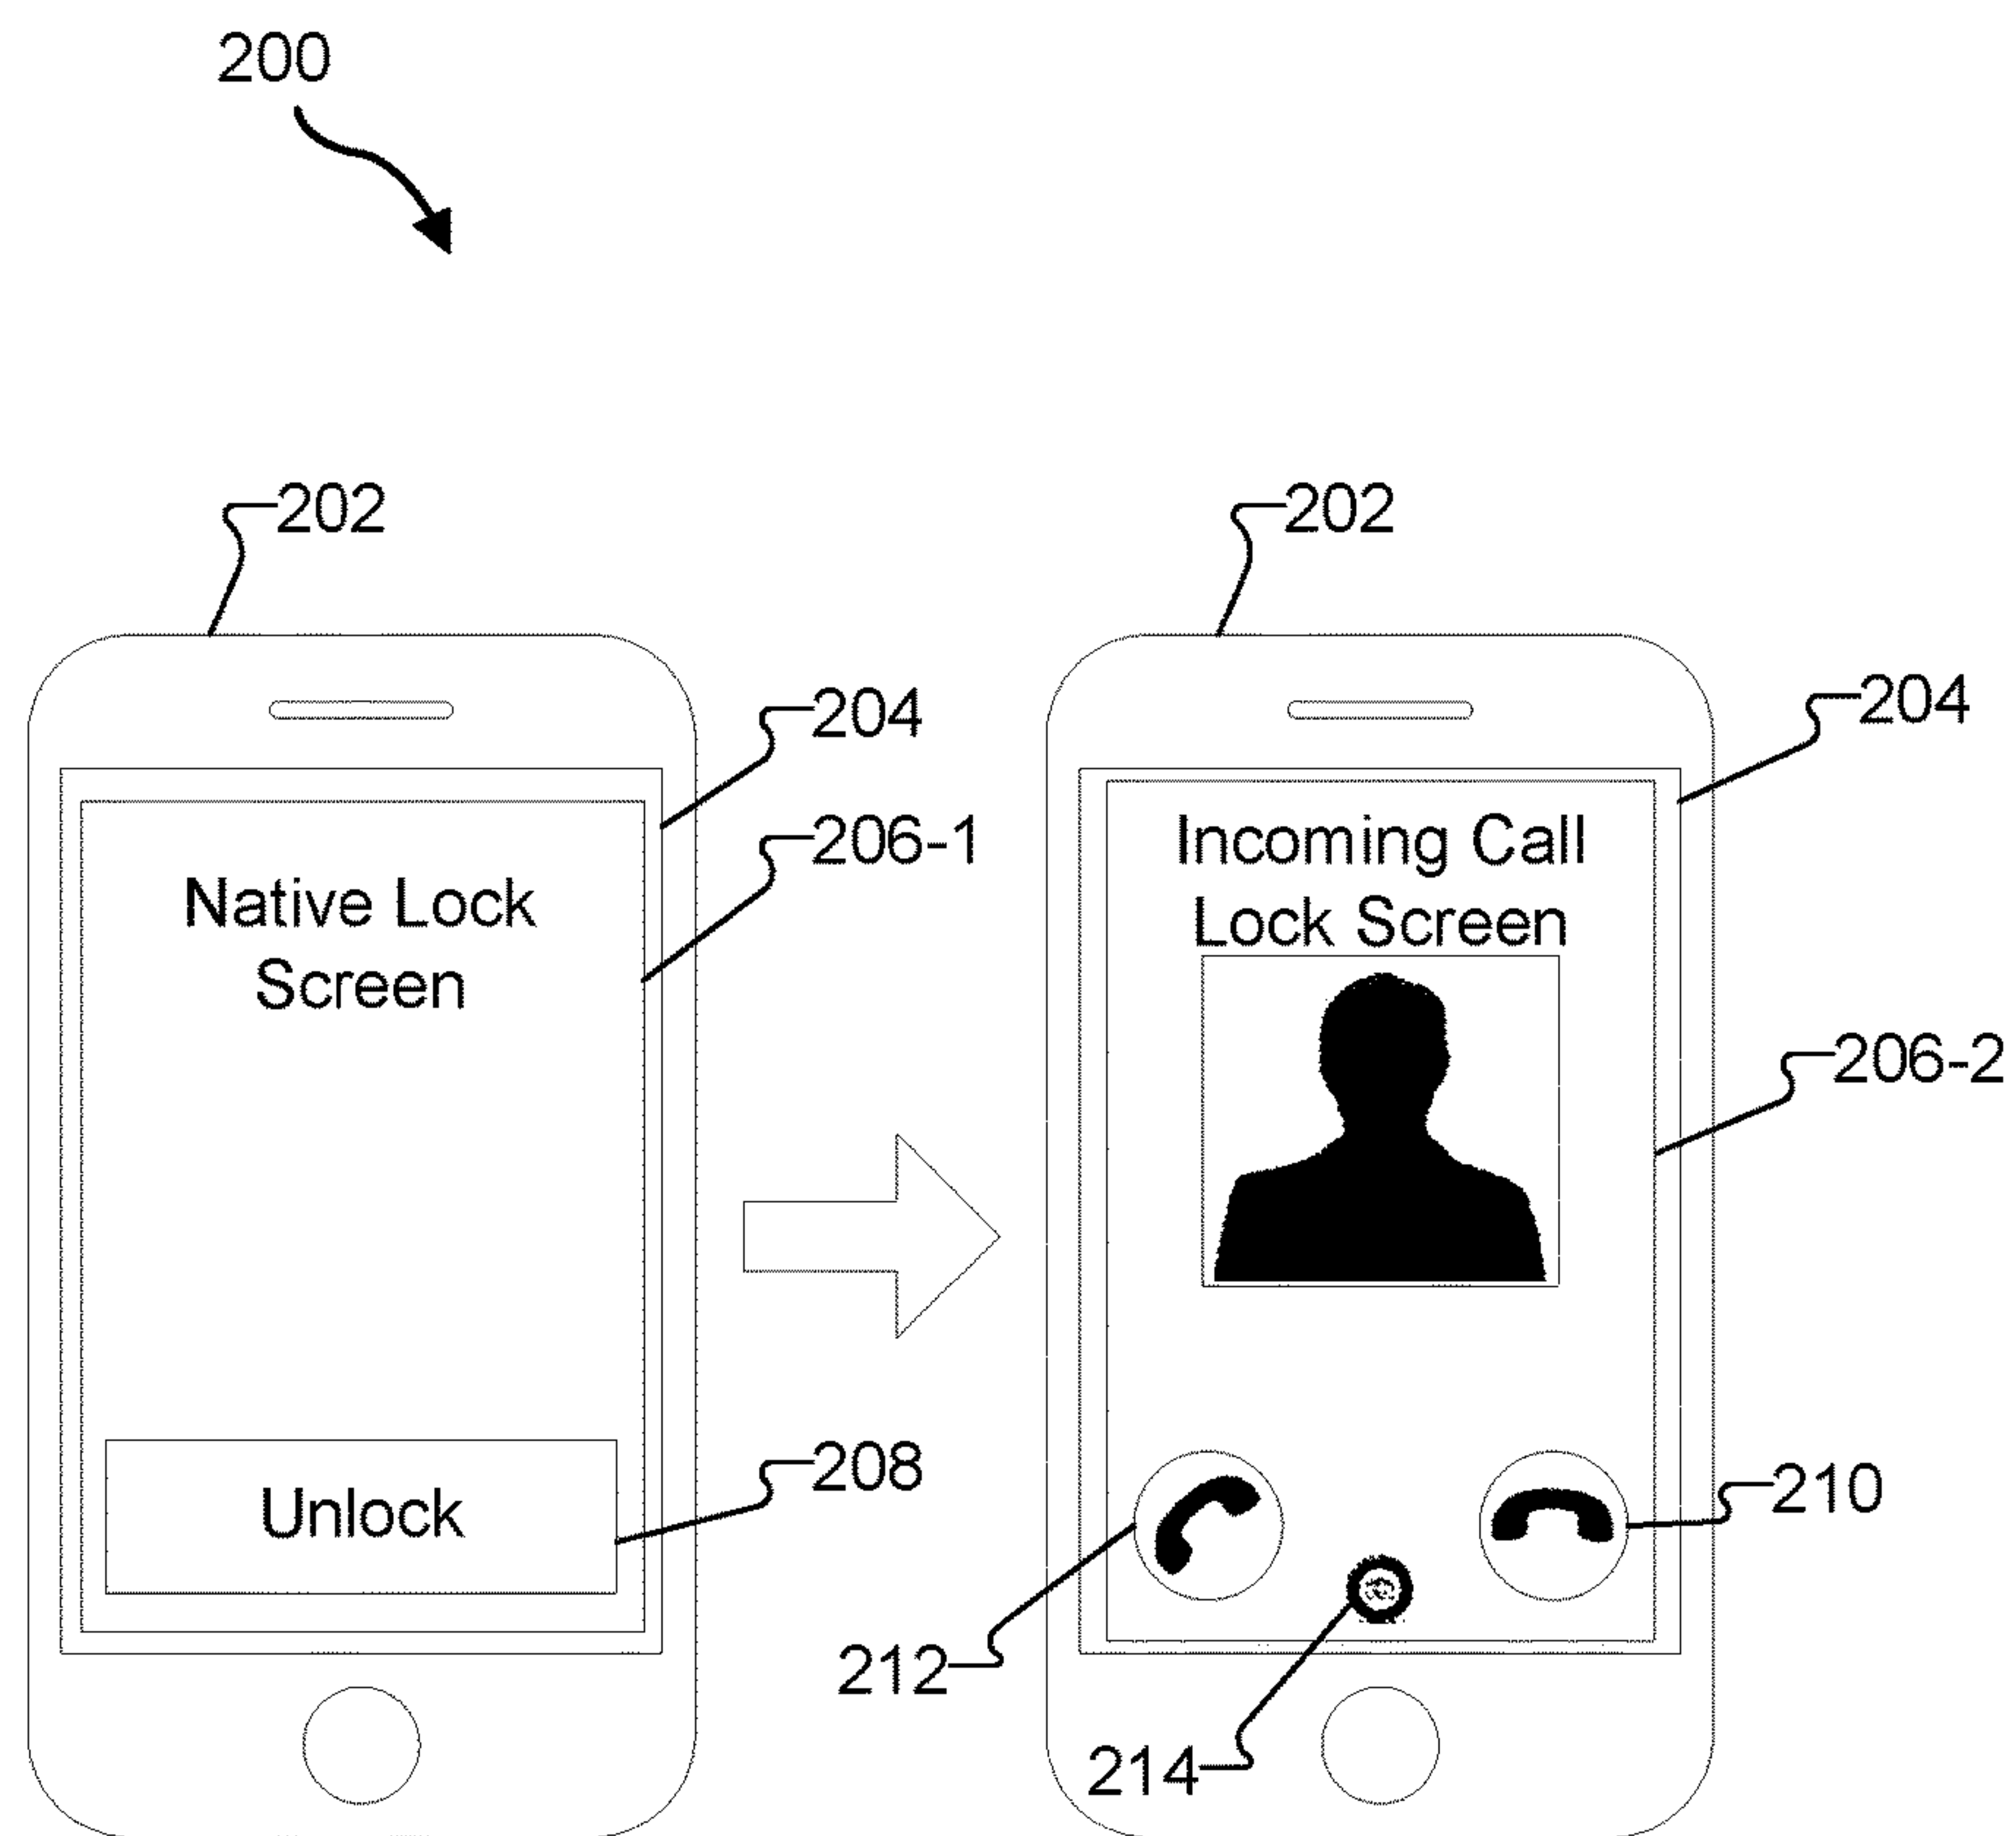 200
202
202
204
204
206-1
Native Lock
Screen
Incoming Call
Lock Screen
206-2
208
Unlock
210
212
214